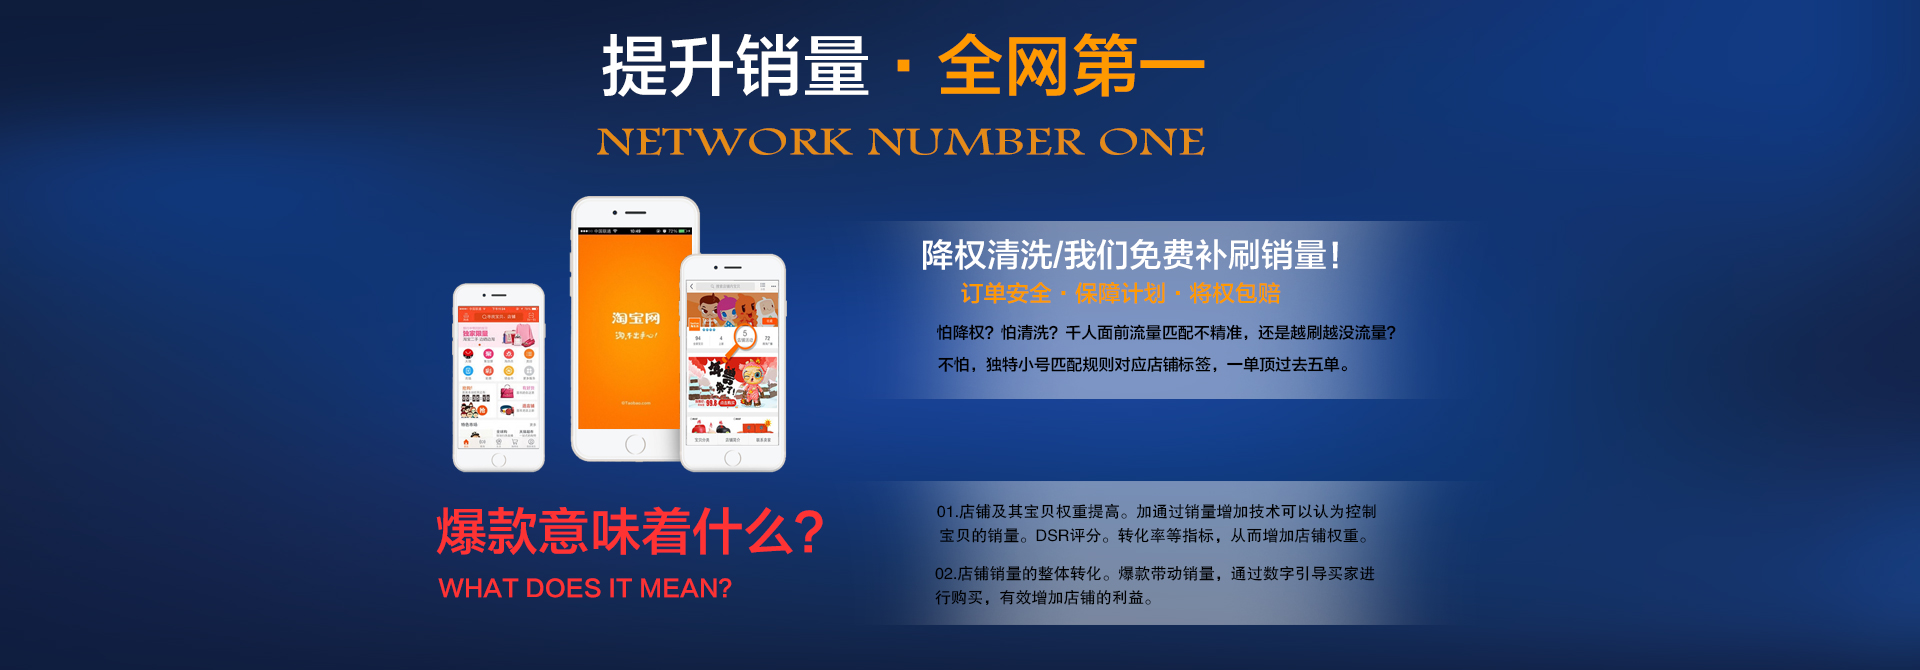 提升销量·全网第一
NETWORK NUMBER ONE
淘宝网
©Taobao.com
降权清洗/我们免费补刷销量!
订单安全·保障计划·将权包赔
怕降权?怕清洗?千人面前流量匹配不精准，还是越刷越没流量?
不怕，独特小号匹配规则对应店铺标签，一单顶过去五单。
爆款意味着什么?
WHAT DOES IT MEAN?
01.店铺及其宝贝权重提高。加通过销量增加技术可以认为控制
宝贝的销量。DSR评分。转化率等指标，从而增加店铺权重。
02.店铺销量的整体转化。爆款带动销量，通过数字引导买家进
行购买，有效增加店铺的利益。